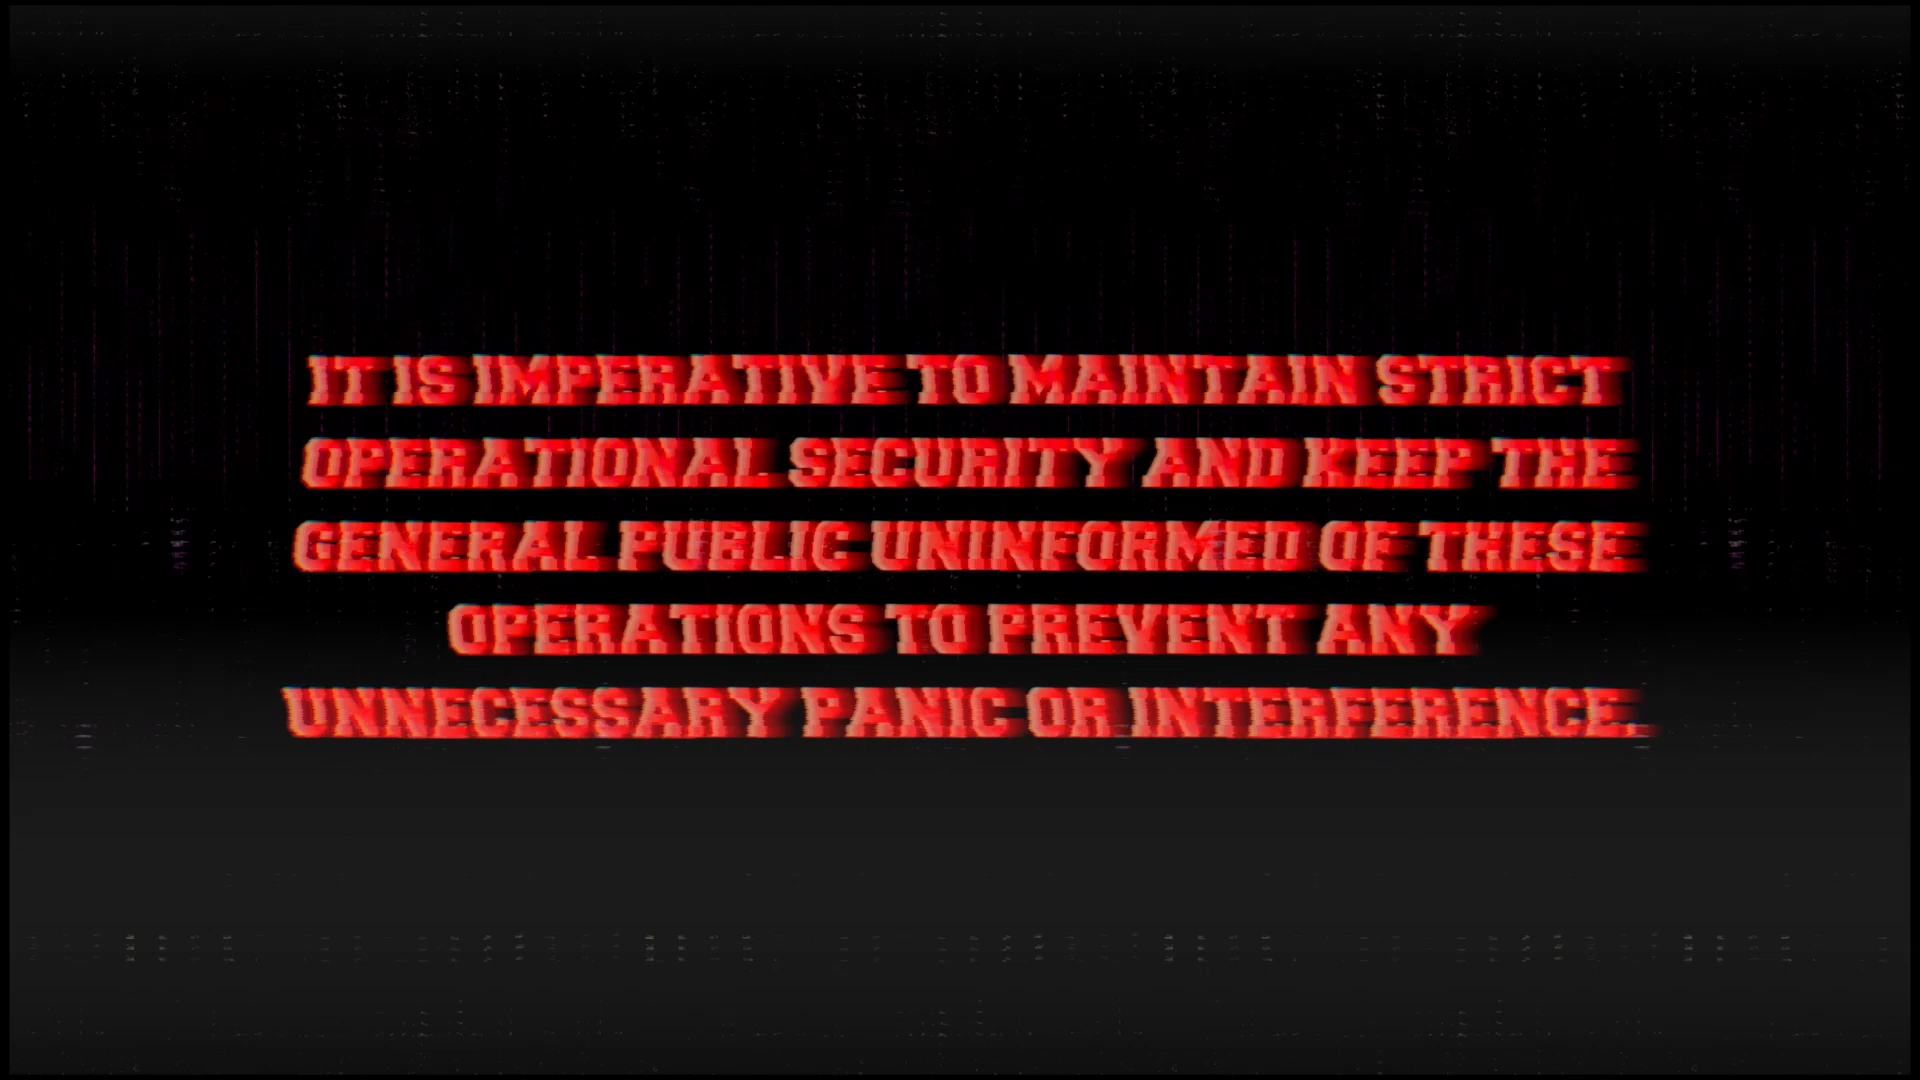 IT IS IMPERATIVE TO MAINTAIN STRICT
OPERATIONAL SECURITY AND KEEP THE
GENERAL PUBLIC UNINFORMED OF THESE
OPERATIONS TO PREVENT ANY
UNNECESSARY PANIC OR INTERFERENCE.